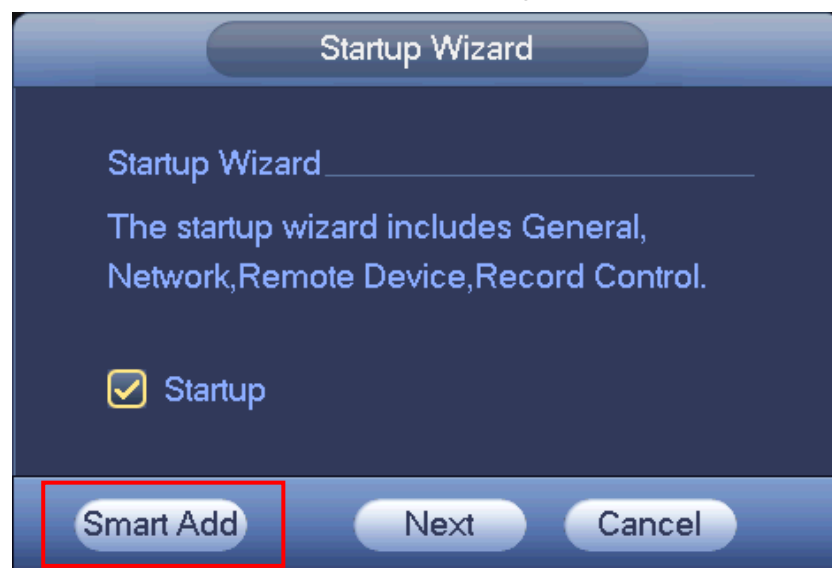 Startup Wizard
Startup Wizard
The startup wizard includes General,
Network,Remote Device,Record Control.
Startup
Smart Add Next Cancel